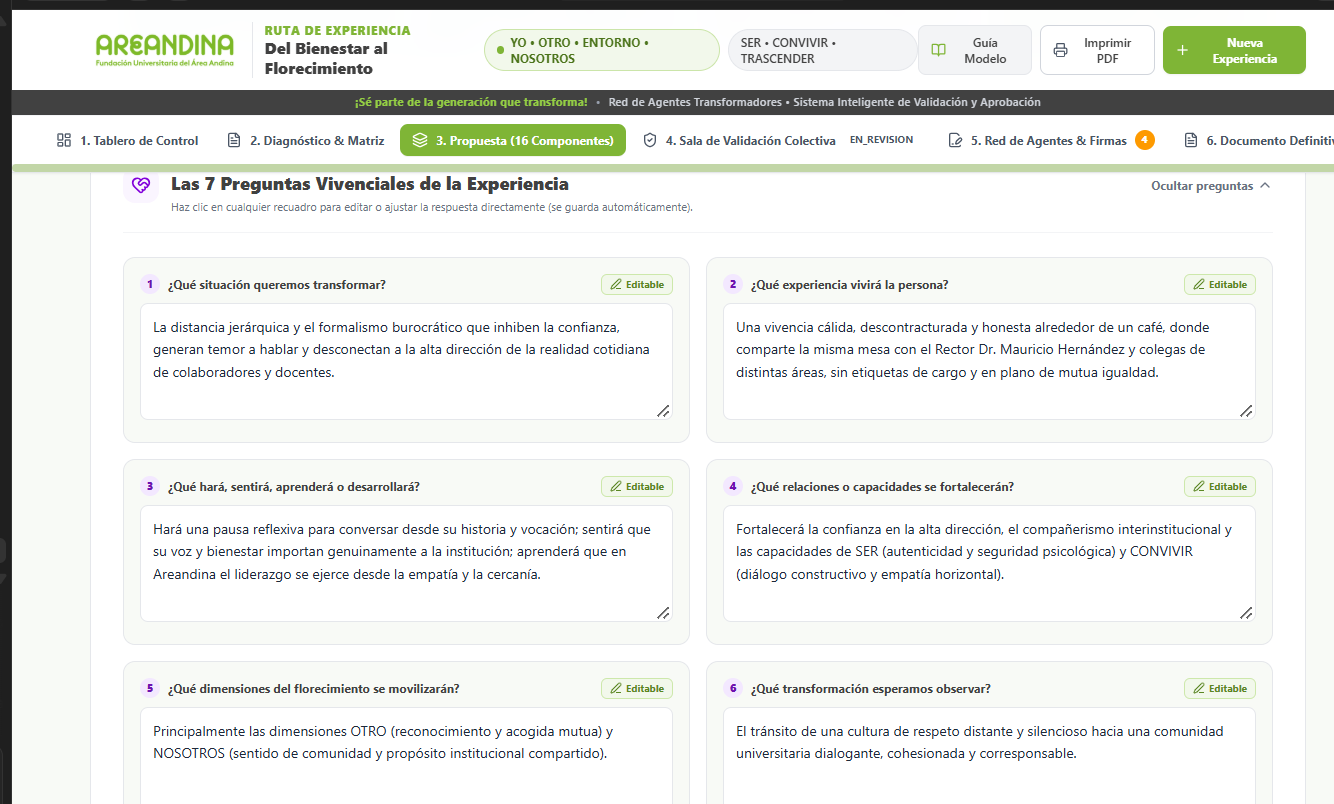 AREANDINA
Fundación Universitaria del Área Andina
RUTA DE EXPERIENCIA
Del Bienestar al
Florecimiento
YO • OTRO • ENTORNO •
NOSOTROS
SER • CONVIVIR •
TRASCENDER
Guía
Modelo
Imprimir
PDF
Nueva
Experiencia
¡Sé parte de la generación que transforma! • Red de Agentes Transformadores • Sistema Inteligente de Validación y Aprobación
1. Tablero de Control
2. Diagnóstico & Matriz
3. Propuesta (16 Componentes)
4. Sala de Validación Colectiva EN_REVISION
5. Red de Agentes & Firmas 4
6. Documento Definitiv
Las 7 Preguntas Vivenciales de la Experiencia
Ocultar preguntas
Haz clic en cualquier recuadro para editar o ajustar la respuesta directamente (se guarda automáticamente).
1 ¿Qué situación queremos transformar? Editable
La distancia jerárquica y el formalismo burocrático que inhiben la confianza,
generan temor a hablar y desconectan a la alta dirección de la realidad cotidiana
de colaboradores y docentes.
2 ¿Qué experiencia vivirá la persona? Editable
Una vivencia cálida, descontracturada y honesta alrededor de un café, donde
comparte la misma mesa con el Rector Dr. Mauricio Hernández y colegas de
distintas áreas, sin etiquetas de cargo y en plano de mutua igualdad.
3 ¿Qué hará, sentirá, aprenderá o desarrollará? Editable
Hará una pausa reflexiva para conversar desde su historia y vocación; sentirá que
su voz y bienestar importan genuinamente a la institución; aprenderá que en
Areandina el liderazgo se ejerce desde la empatía y la cercanía.
4 ¿Qué relaciones o capacidades se fortalecerán? Editable
Fortalecerá la confianza en la alta dirección, el compañerismo interinstitucional y
las capacidades de SER (autenticidad y seguridad psicológica) y CONVIVIR
(diálogo constructivo y empatía horizontal).
5 ¿Qué dimensiones del florecimiento se movilizarán? Editable
Principalmente las dimensiones OTRO (reconocimiento y acogida mutua) y
NOSOTROS (sentido de comunidad y propósito institucional compartido).
6 ¿Qué transformación esperamos observar? Editable
El tránsito de una cultura de respeto distante y silencioso hacia una comunidad
universitaria dialogante, cohesionada y corresponsable.